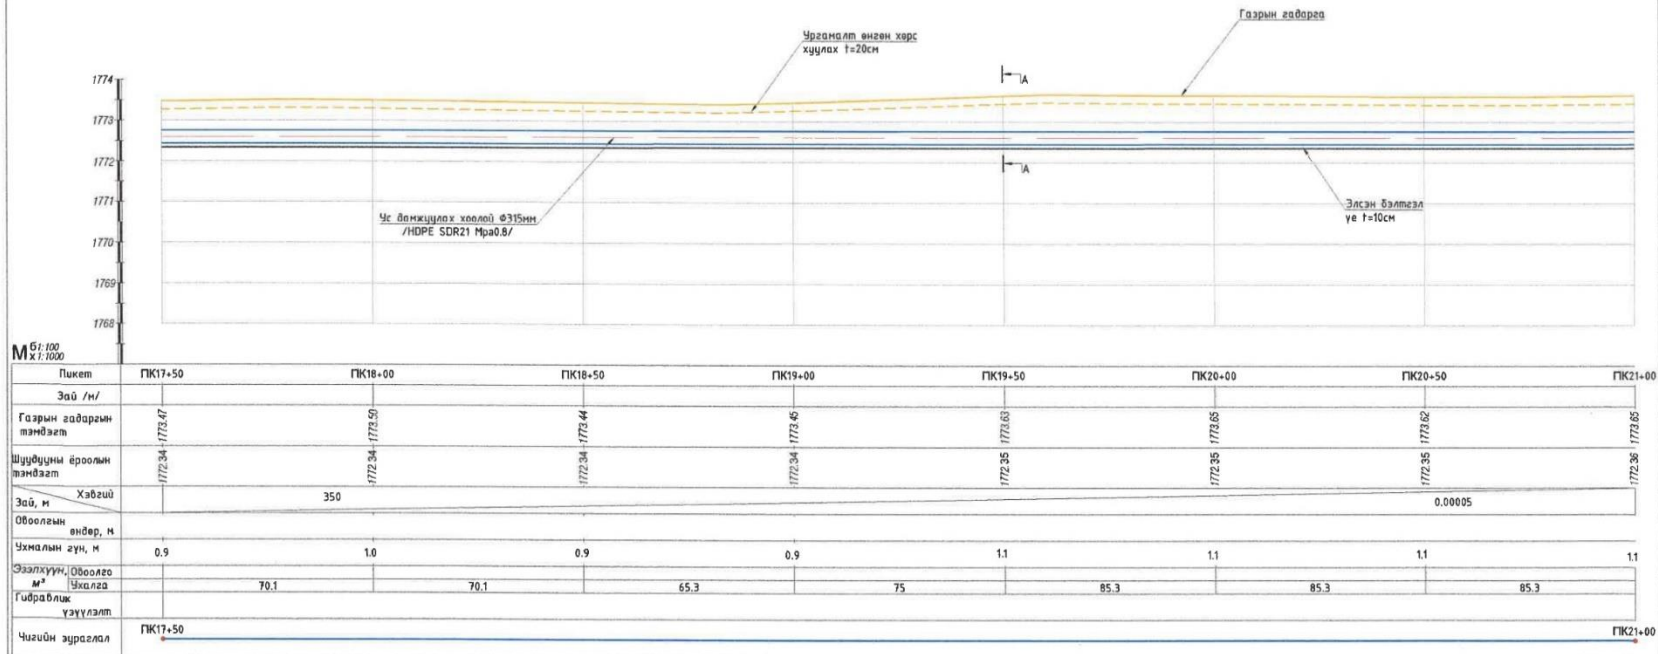 Газрын гадарга
Ургамалт өнгөн хөрс
хуулах t=20см
A
1774
1773
1772
1771
1770
1769
1768
A
Ус дамжуулах хоолой Ф315мм
/HDPE SDR21 Mpa0.8/
Элсэн бэлтгэл
үе t=10см
М б1:100
х1:1000
Пикет ПК17+50 ПК18+00 ПК18+50 ПК19+00 ПК19+50 ПК20+00 ПК20+50 ПК21+00
Зай /м/
Газрын гадаргын
тэмдэгт
1773.47 1773.50 1773.44 1773.45 1773.63 1773.65 1773.62 1773.65
Шуудууны ёроолын
тэмдэгт
1772.34 1772.34 1772.34 1772.34 1772.35 1772.35 1772.35 1772.36
Хэвгий
Зай, м
350 0.00005
Овоолгын
өндөр, м
Ухмалын гүн, м 0.9 1.0 0.9 0.9 1.1 1.1 1.1 1.1
Эзэлхүүн, м³
Овоолго
Ухалга 70.1 70.1 65.3 75 85.3 85.3 85.3
Гидравлик
үзүүлэлт
Чигийн зураглал ПК17+50 ПК21+00